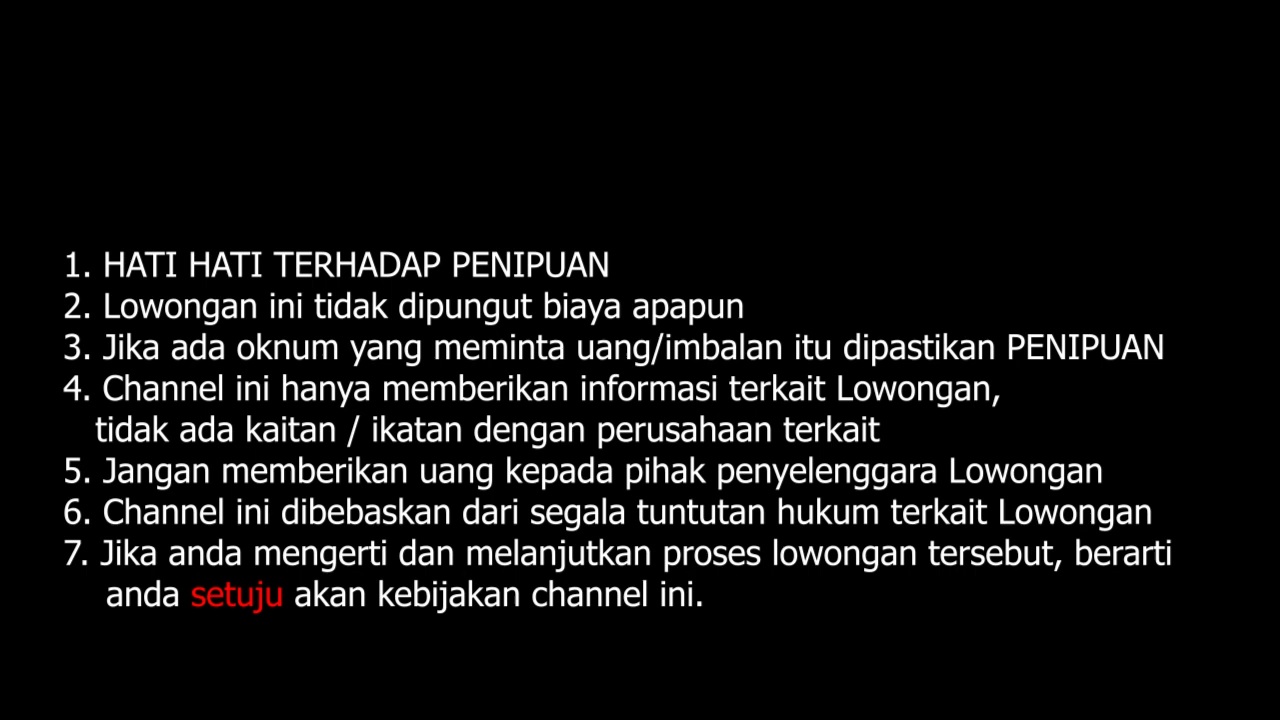 1. HATI HATI TERHADAP PENIPUAN
2. Lowongan ini tidak dipungut biaya apapun
3. Jika ada oknum yang meminta uang/imbalan itu dipastikan PENIPUAN
4. Channel ini hanya memberikan informasi terkait Lowongan,
tidak ada kaitan / ikatan dengan perusahaan terkait
5. Jangan memberikan uang kepada pihak penyelenggara Lowongan
6. Channel ini dibebaskan dari segala tuntutan hukum terkait Lowongan
7. Jika anda mengerti dan melanjutkan proses lowongan tersebut, berarti
anda setuju akan kebijakan channel ini.